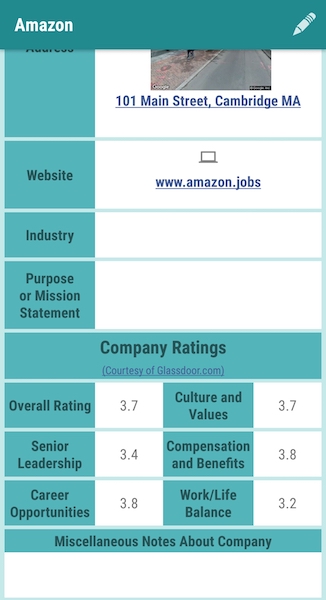 Amazon
Address
Google
101 Main Street, Cambridge MA
Website
www.amazon.jobs
Industry
Purpose
or Mission
Statement
Company Ratings
(Courtesy of Glassdoor.com)
Overall Rating 3.7 Culture and
Values 3.7
Senior
Leadership 3.4 Compensation
and Benefits 3.8
Career
Opportunities 3.8 Work/Life
Balance 3.2
Miscellaneous Notes About Company